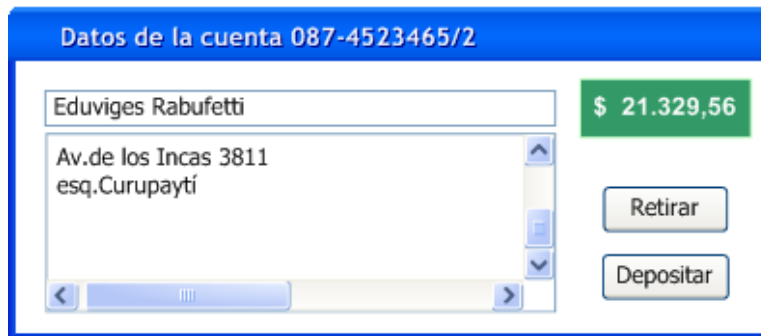 Datos de la cuenta 087-4523465/2
Eduviges Rabufetti
$ 21.329,56
Av.de los Incas 3811
esq.Curupaytí
Retirar
Depositar